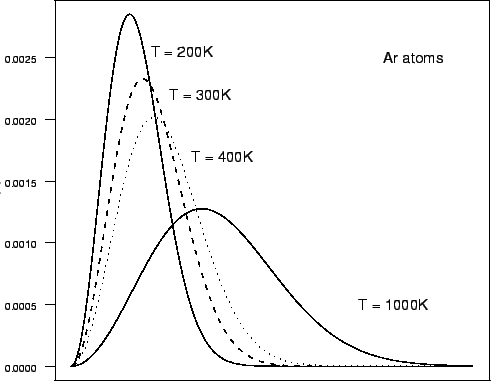 T = 200K
Ar atoms
0.0025
T = 300K
0.0020
T = 400K
0.0015
0.0010
0.0005
T = 1000K
0.0000